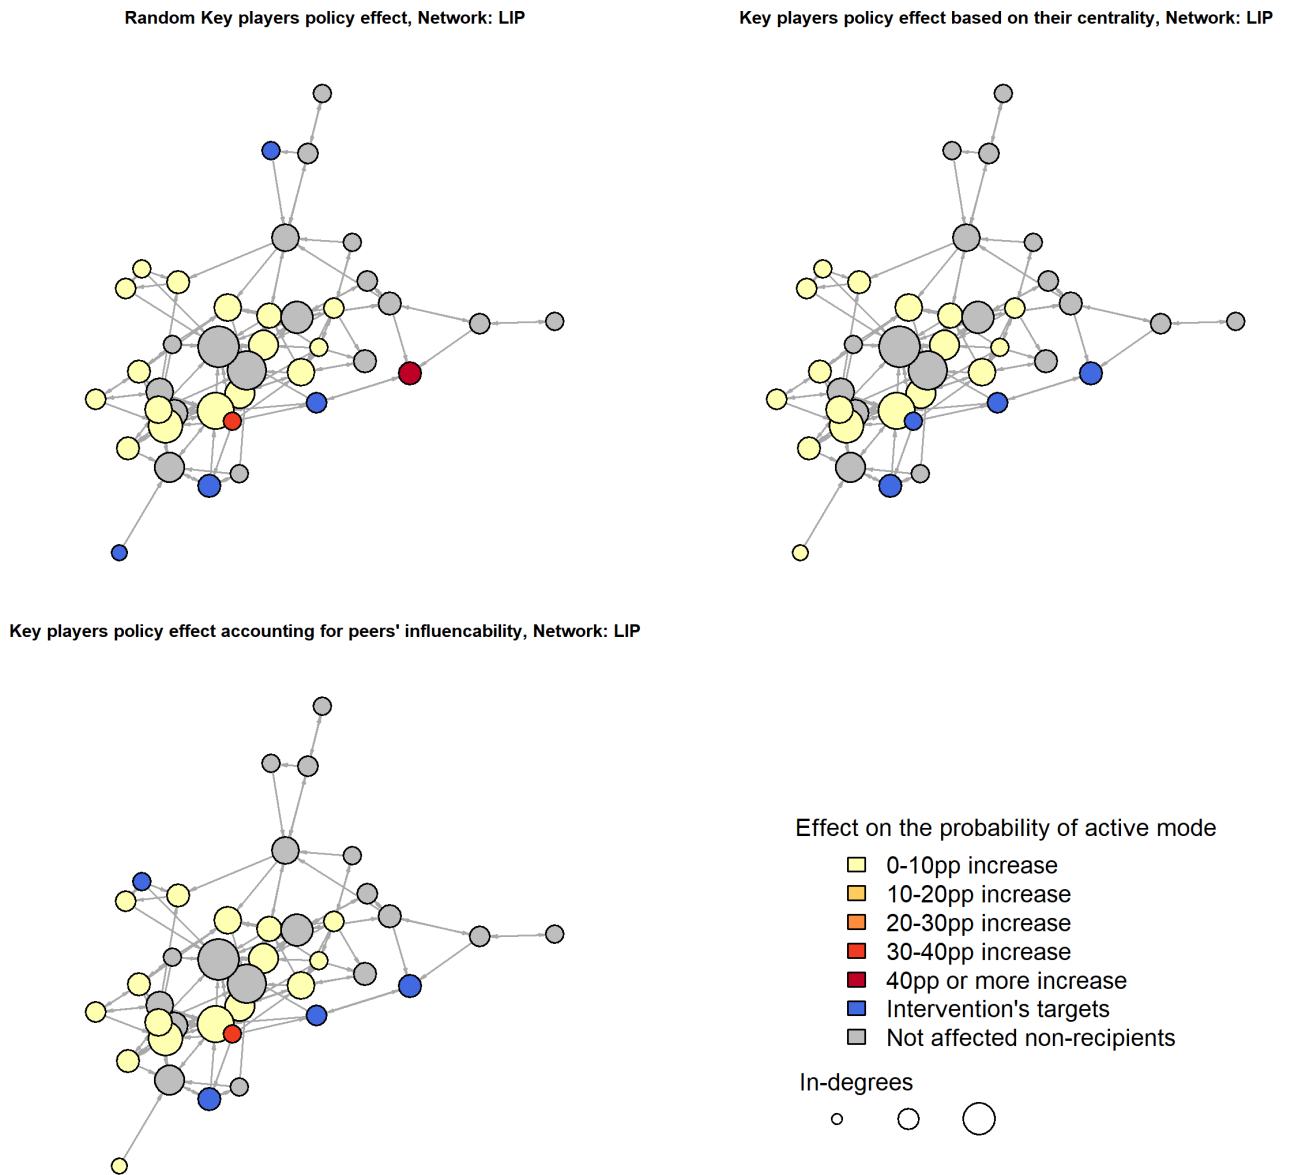 Random Key players policy effect, Network: LIP
Key players policy effect based on their centrality, Network: LIP
Key players policy effect accounting for peers' influencability, Network: LIP
Effect on the probability of active mode
0-10pp increase
10-20pp increase
20-30pp increase
30-40pp increase
40pp or more increase
Intervention's targets
Not affected non-recipients
In-degrees